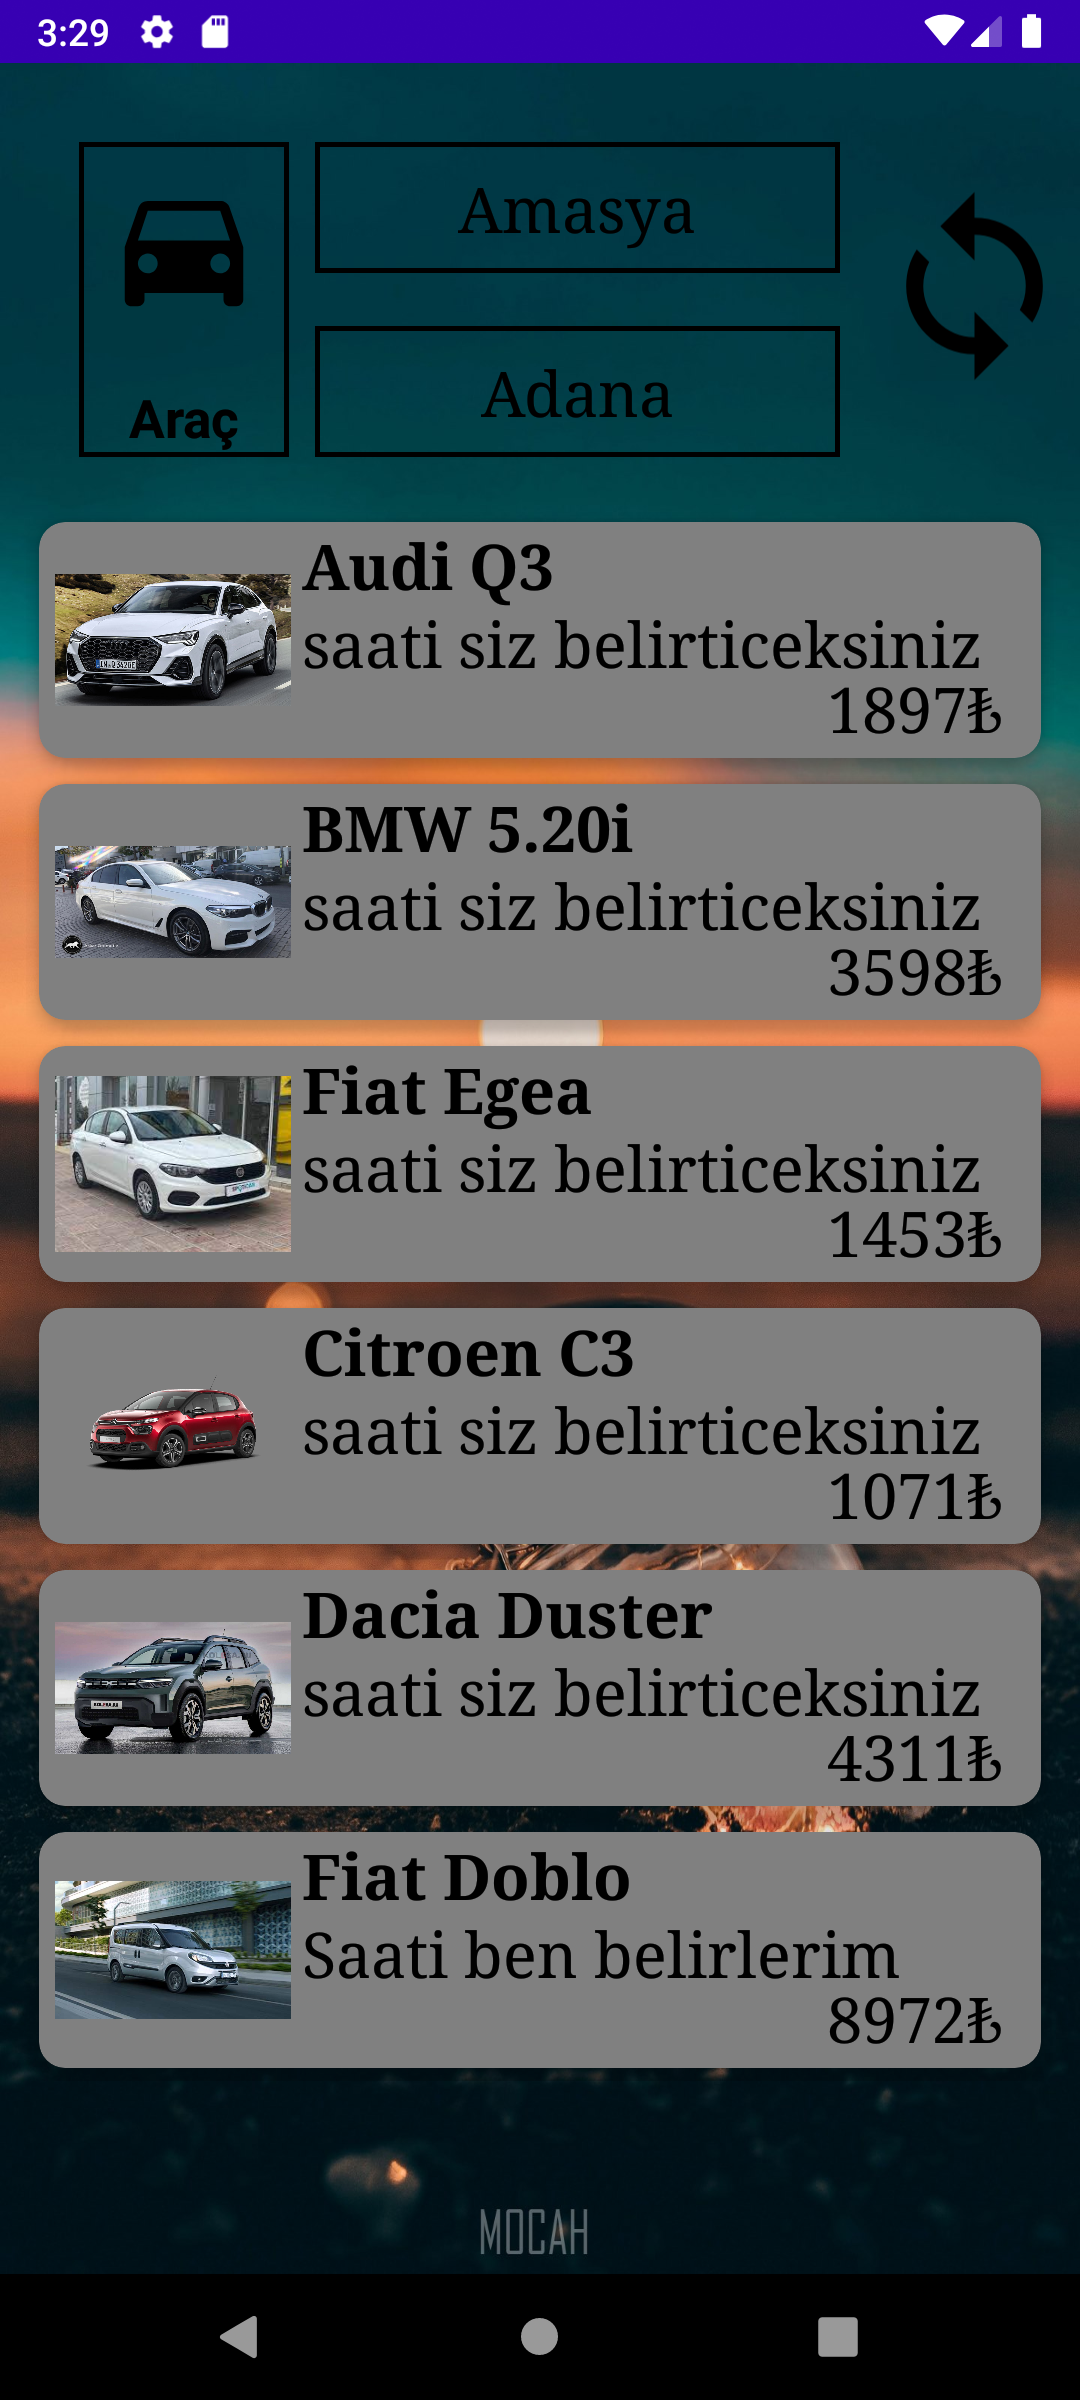 3:29
Amasya
Adana
Araç
Audi Q3
saati siz belirticeksiniz
1897₺
BMW 5.20i
saati siz belirticeksiniz
3598₺
Fiat Egea
saati siz belirticeksiniz
1453₺
Citroen C3
saati siz belirticeksiniz
1071₺
Dacia Duster
saati siz belirticeksiniz
4311₺
Fiat Doblo
Saati ben belirlerim
8972₺
MOCAH